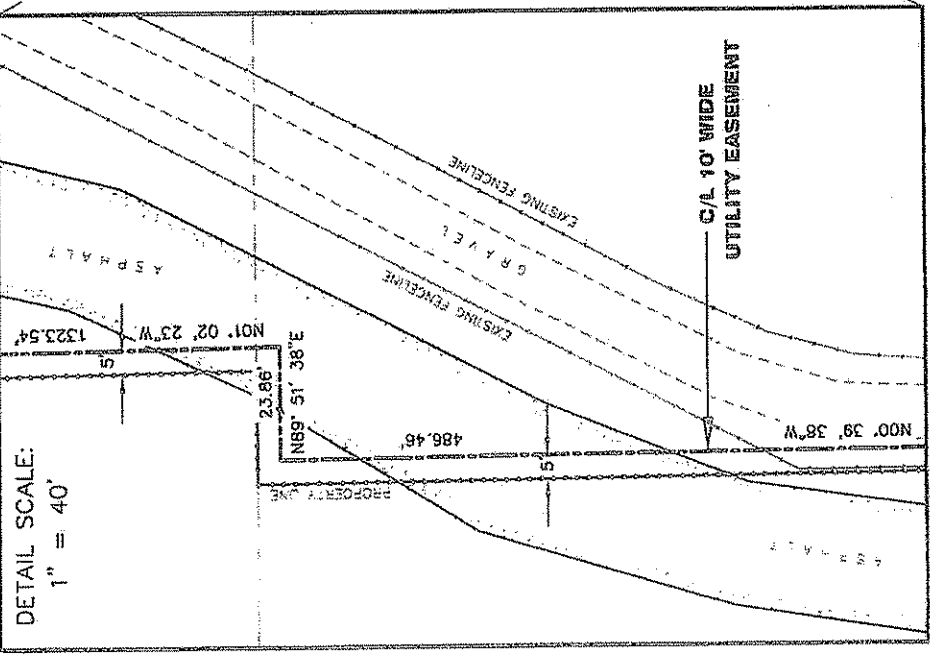 DETAIL SCALE:
1" = 40'
ASPHALT
1323.54'
N01° 02' 23"W
5'
23.86'
N89° 51' 38"E
486.46'
PROPERTY LINE
5'
EXISTING FENCELINE
GRAVEL
EXISTING FENCELINE
C/L 10' WIDE
UTILITY EASEMENT
N00° 39' 38"W
ASPHALT